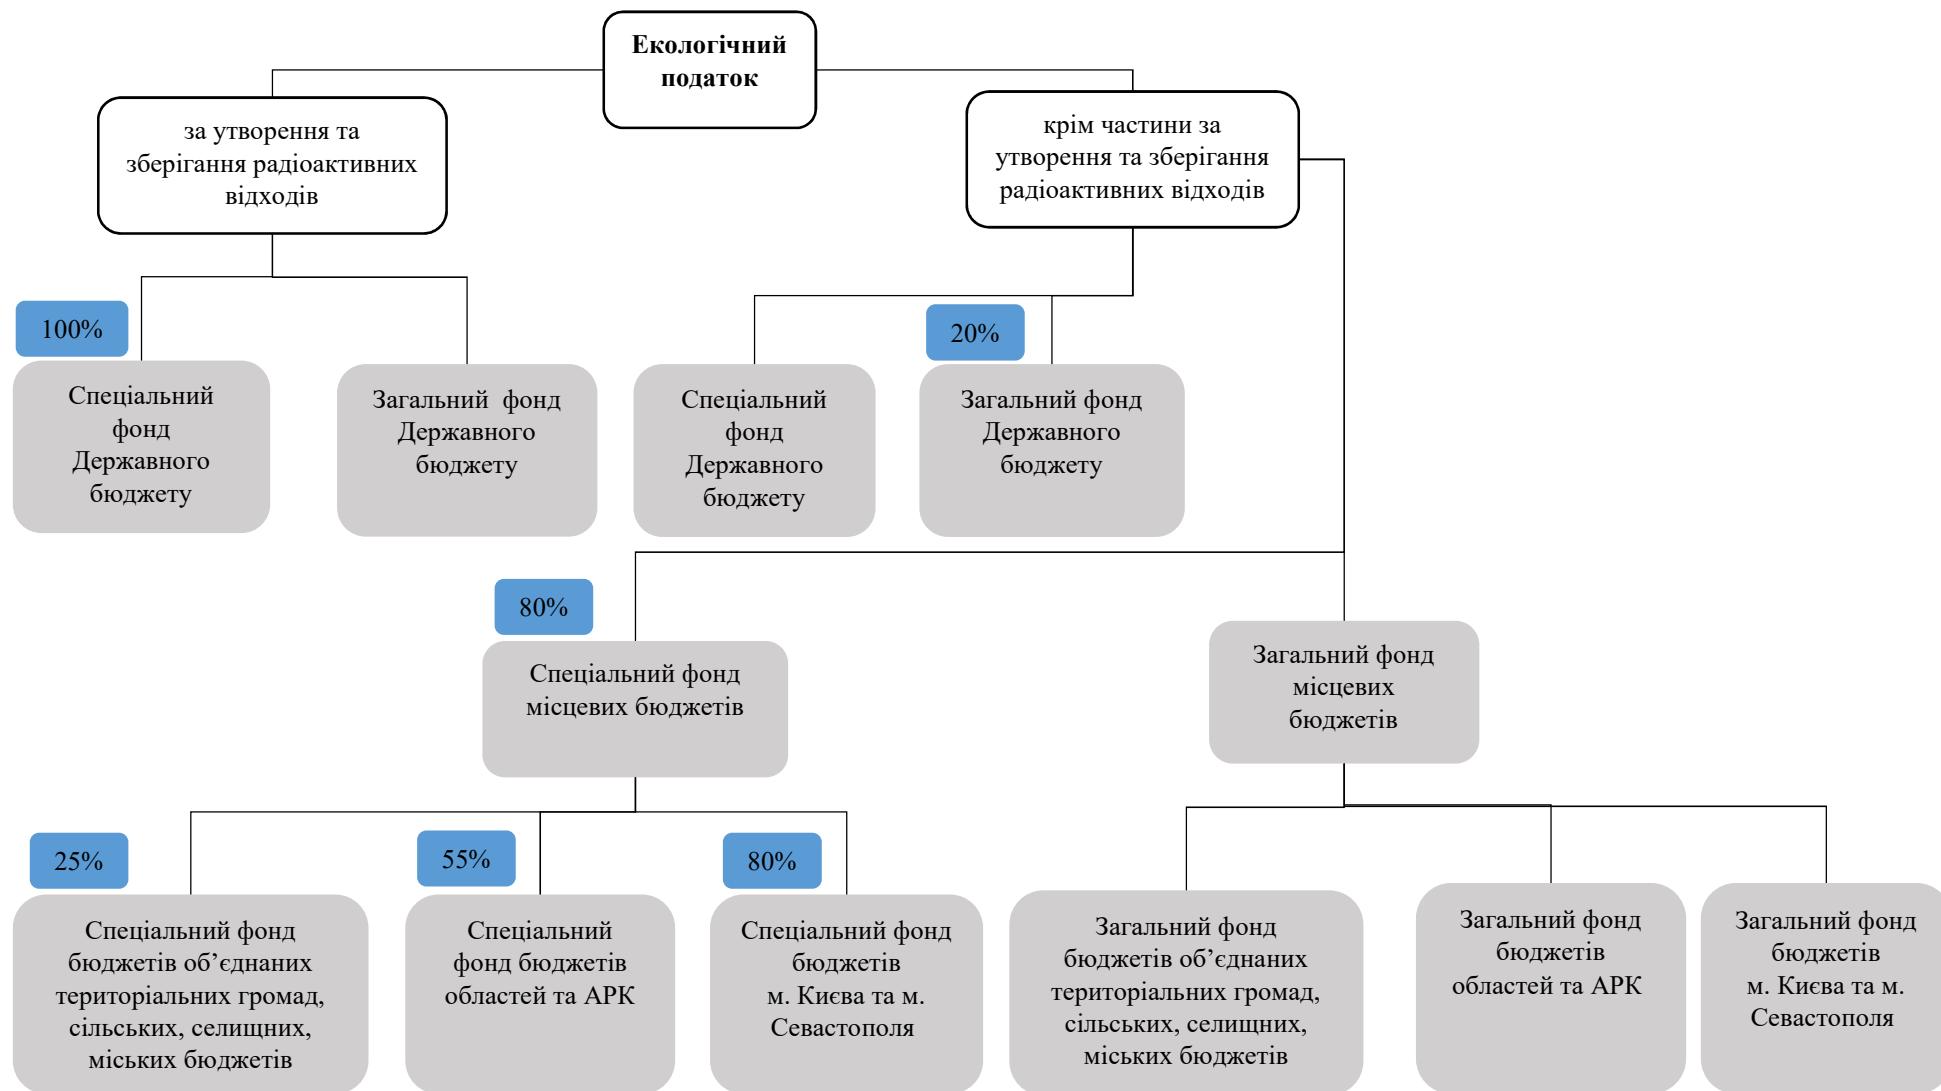 Екологічний
податок
за утворення та
зберігання радіоактивних
відходів
крім частини за
утворення та зберігання
радіоактивних відходів
100%
20%
Спеціальний
фонд
Державного
бюджету
Загальний фонд
Державного
бюджету
Спеціальний
фонд
Державного
бюджету
Загальний фонд
Державного
бюджету
80%
Спеціальний фонд
місцевих бюджетів
Загальний фонд
місцевих
бюджетів
25%
55%
80%
Спеціальний фонд
бюджетів об’єднаних
територіальних громад,
сільських, селищних,
міських бюджетів
Спеціальний
фонд бюджетів
областей та АРК
Спеціальний фонд
бюджетів
м. Києва та м.
Севастополя
Загальний фонд
бюджетів об’єднаних
територіальних громад,
сільських, селищних,
міських бюджетів
Загальний фонд
бюджетів
областей та АРК
Загальний фонд
бюджетів
м. Києва та м.
Севастополя